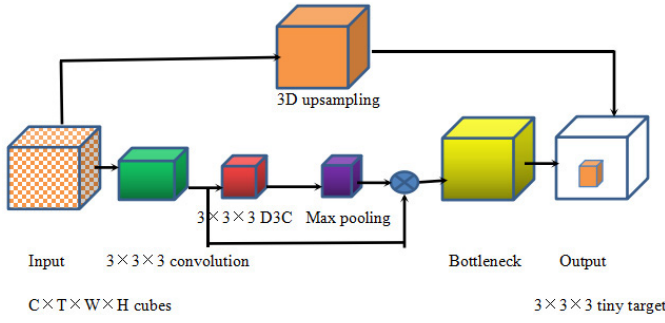 3D upsampling
3×3×3 D3C
Max pooling
Input
3×3×3 convolution
Bottleneck
Output
C×T×W×H cubes
3×3×3 tiny target